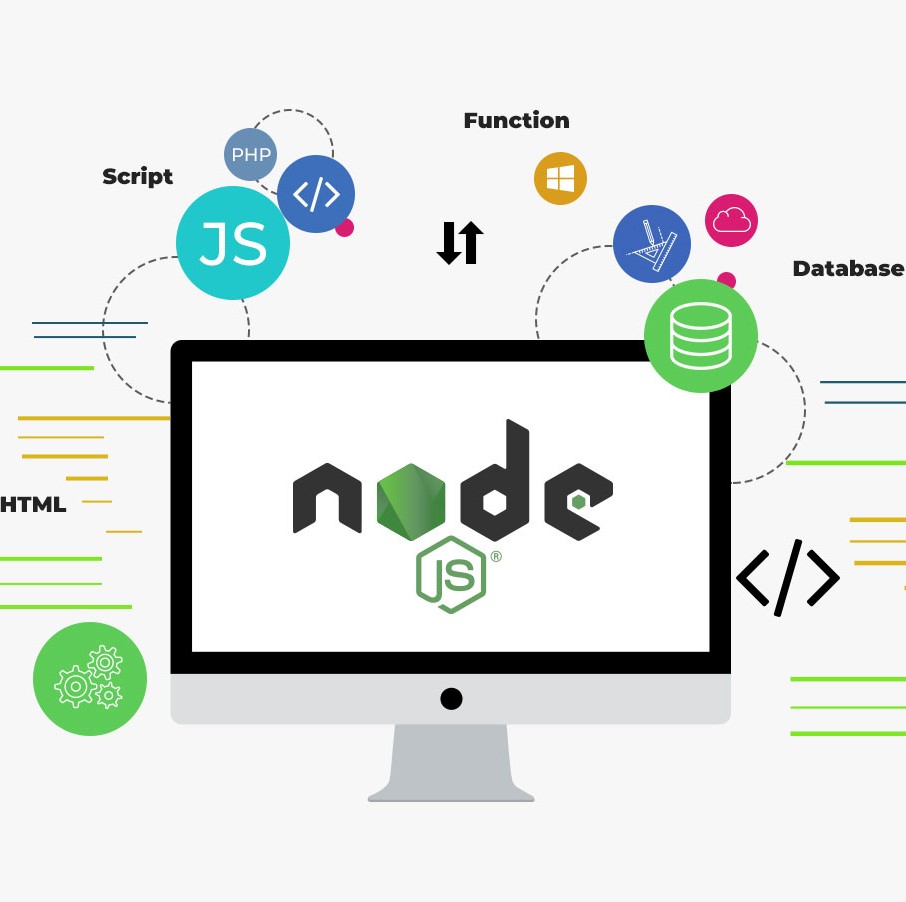 Function
PHP
Script
JS
Database
node
JS®
HTML
</>